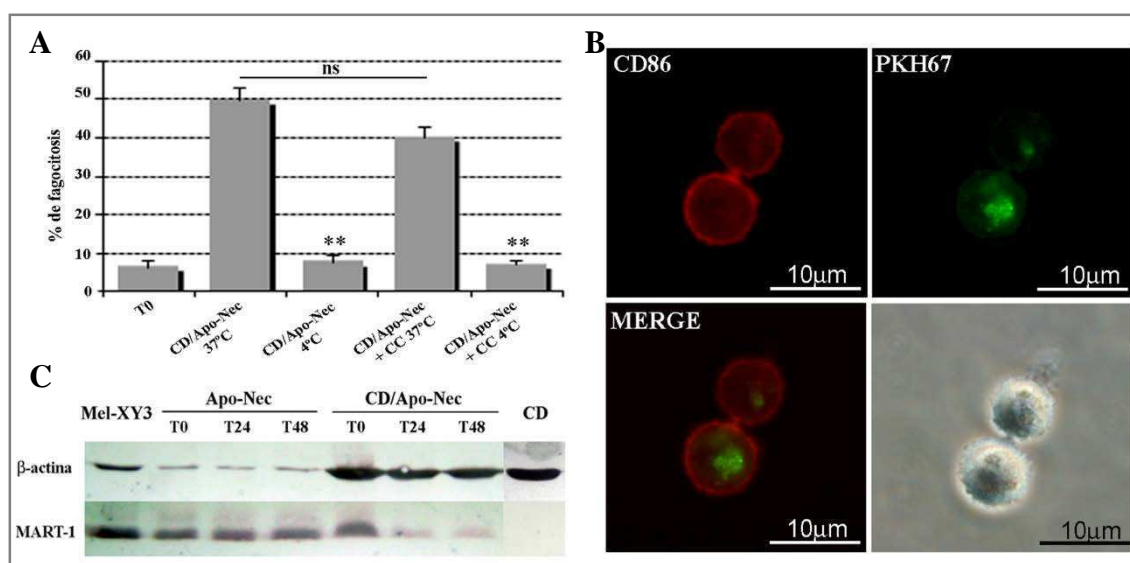 A
60
50
40
30
20
10
0
% de fagocitosis
ns
**
**
T0
CD/Apo-Nec
37ºC
CD/Apo-Nec
4ºC
CD/Apo-Nec
+ CC 37ºC
CD/Apo-Nec
+ CC 4ºC
B
CD86
10µm
PKH67
10µm
MERGE
10µm
10µm
C
Mel-XY3
Apo-Nec
CD/Apo-Nec
CD
T0 T24 T48 T0 T24 T48
β-actina
MART-1